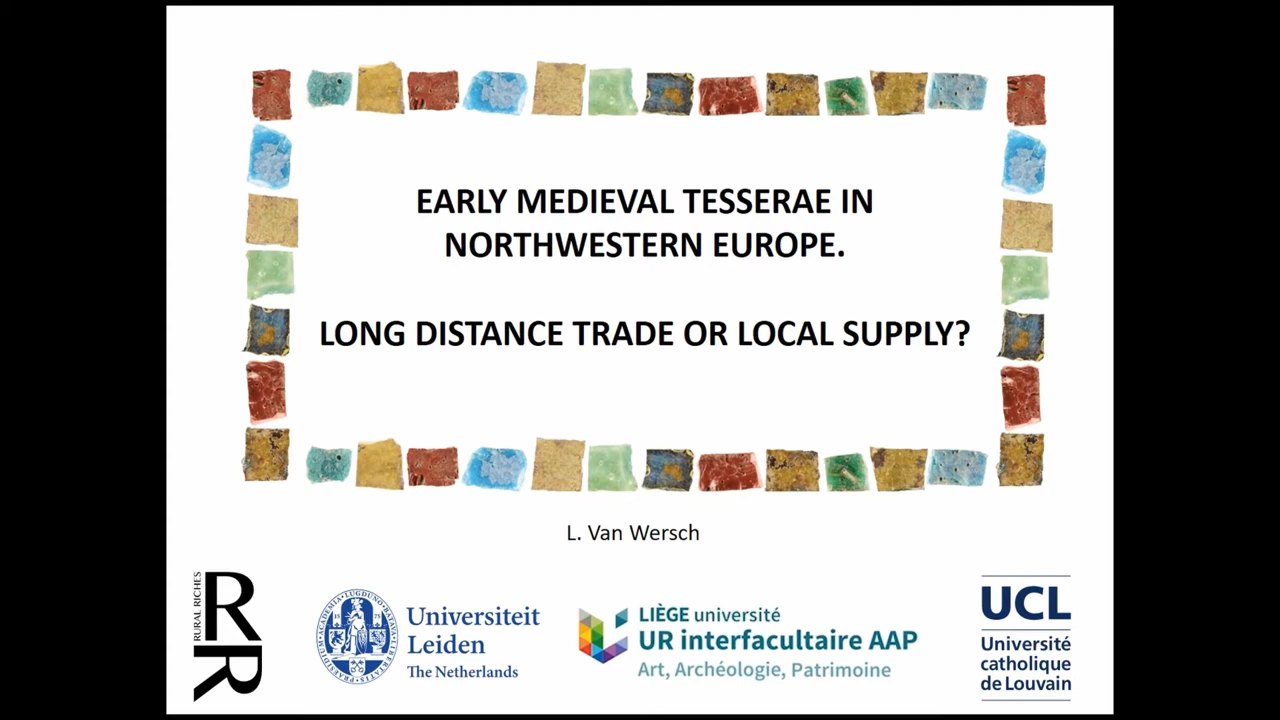 EARLY MEDIEVAL TESSERAE IN
NORTHWESTERN EUROPE.
LONG DISTANCE TRADE OR LOCAL SUPPLY?
L. Van Wersch
RURAL RICHES
RR
Universiteit
Leiden
The Netherlands
LIÈGE université
UR interfacultaire AAP
Art, Archéologie, Patrimoine
UCL
Université
catholique
de Louvain